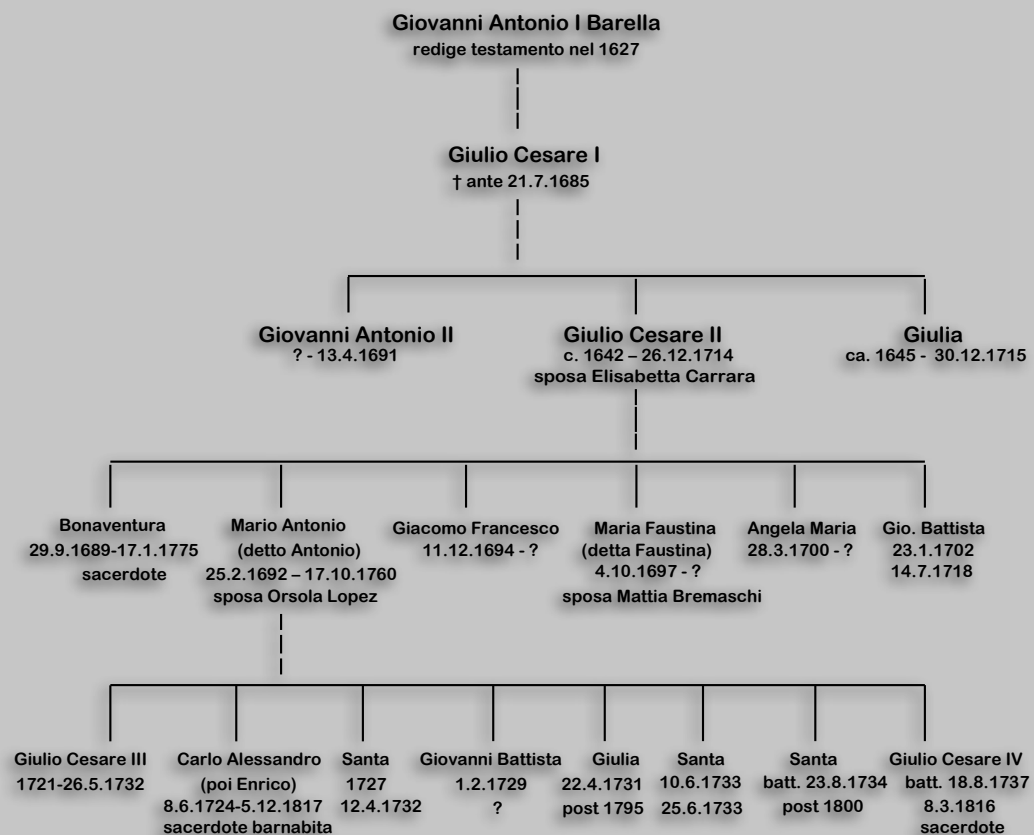 Giovanni Antonio I Barella
redige testamento nel 1627
Giulio Cesare I
† ante 21.7.1685
Giovanni Antonio II
? - 13.4.1691
Giulio Cesare II
c. 1642 – 26.12.1714
sposa Elisabetta Carrara
Giulia
ca. 1645 - 30.12.1715
Bonaventura
29.9.1689-17.1.1775
sacerdote
Mario Antonio
(detto Antonio)
25.2.1692 – 17.10.1760
sposa Orsola Lopez
Giacomo Francesco
11.12.1694 - ?
Maria Faustina
(detta Faustina)
4.10.1697 - ?
sposa Mattia Bremaschi
Angela Maria
28.3.1700 - ?
Gio. Battista
23.1.1702
14.7.1718
Giulio Cesare III
1721-26.5.1732
Carlo Alessandro
(poi Enrico)
8.6.1724-5.12.1817
sacerdote barnabita
Santa
1727
12.4.1732
Giovanni Battista
1.2.1729
?
Giulia
22.4.1731
post 1795
Santa
10.6.1733
25.6.1733
Santa
batt. 23.8.1734
post 1800
Giulio Cesare IV
batt. 18.8.1737
8.3.1816
sacerdote